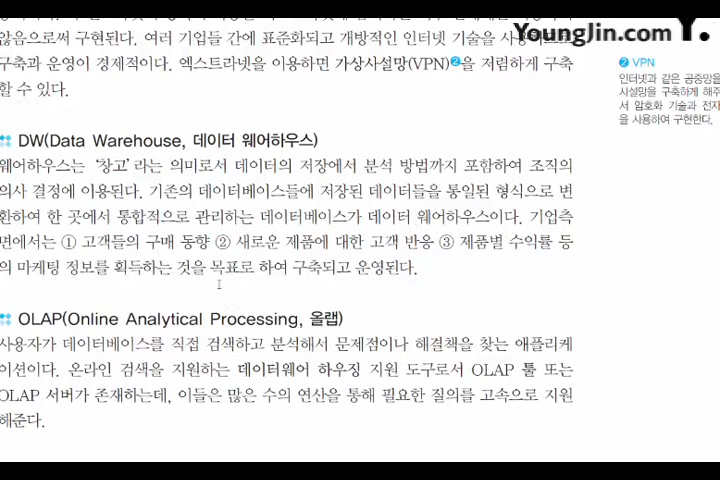 YoungJin.com Y.
않음으로써 구현된다. 여러 기업들 간에 표준화되고 개방적인 인터넷 기술을
구축과 운영이 경제적이다. 엑스트라넷을 이용하면 가상사설망(VPN)❷을 저렴하게 구축
할 수 있다.
❷ VPN
인터넷과 같은 공중망을
사설망을 구축하게 해주
서 암호화 기술과 전자
을 사용하여 구현한다.
DW(Data Warehouse, 데이터 웨어하우스)
웨어하우스는 ‘창고’라는 의미로서 데이터의 저장에서 분석 방법까지 포함하여 조직의
의사 결정에 이용된다. 기존의 데이터베이스들에 저장된 데이터들을 통일된 형식으로 변
환하여 한 곳에서 통합적으로 관리하는 데이터베이스가 데이터 웨어하우스이다. 기업측
면에서는 ① 고객들의 구매 동향 ② 새로운 제품에 대한 고객 반응 ③ 제품별 수익률 등
의 마케팅 정보를 획득하는 것을 목표로 하여 구축되고 운영된다.
OLAP(Online Analytical Processing, 올랩)
사용자가 데이터베이스를 직접 검색하고 분석해서 문제점이나 해결책을 찾는 애플리케
이션이다. 온라인 검색을 지원하는 데이터웨어 하우징 지원 도구로서 OLAP 툴 또는
OLAP 서버가 존재하는데, 이들은 많은 수의 연산을 통해 필요한 질의를 고속으로 지원
해준다.